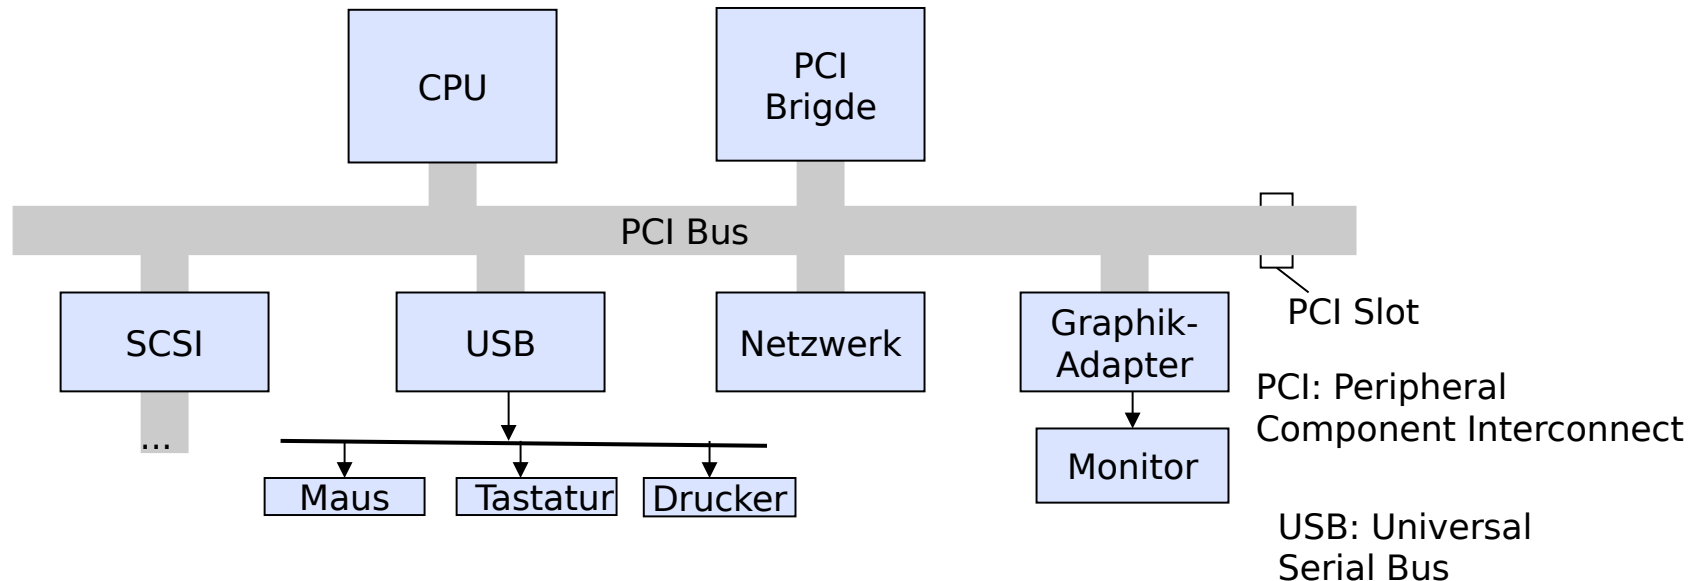 CPU
PCI
Brigde
PCI Bus
SCSI
USB
Netzwerk
Graphik-
Adapter
PCI Slot
PCI: Peripheral
Component Interconnect
...
Monitor
Maus
Tastatur
Drucker
USB: Universal
Serial Bus